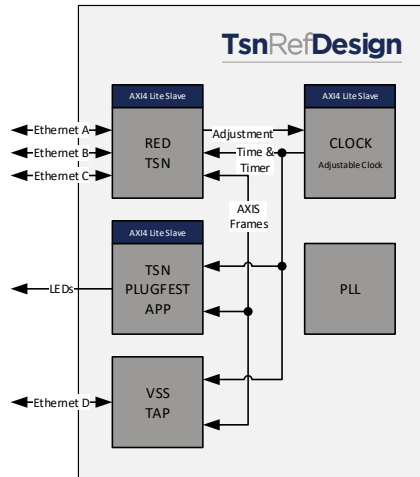 TsnRefDesign
AXI4 Lite Slave
AXI4 Lite Slave
Ethernet A
Ethernet B
Ethernet C
RED
TSN
Adjustment
Time &
Timer
CLOCK
Adjustable Clock
AXIS
Frames
AXI4 Lite Slave
TSN
PLUGFEST
APP
PLL
LEDs
VSS
TAP
Ethernet D